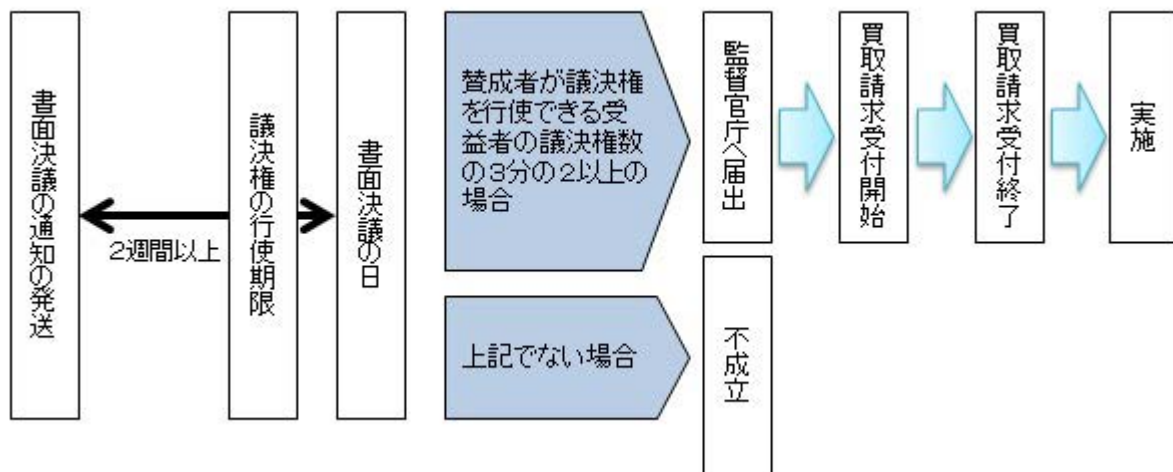 書面決議の通知の発送
2週間以上
議決権の行使期限
書面決議の日
賛成者が議決権
を行使できる受
益者の議決権数
の3分の2以上の
場合
監督官庁へ届出
買取請求受付開始
買取請求受付終了
実施
上記でない場合
不成立